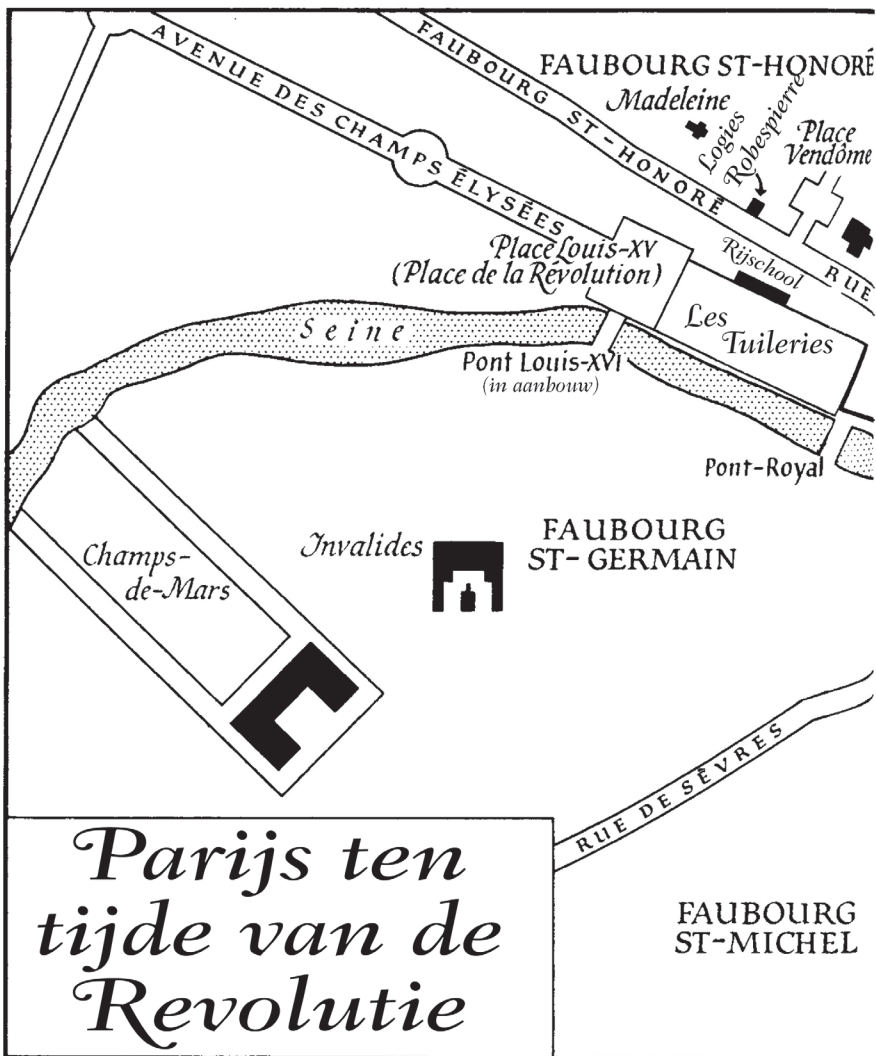 AVENUE DES CHAMPS ÉLYSÉES
FAUBOURG ST-HONORÉ
FAUBOURG ST-HONORÉ
Madeleine
Logies
Robespierre
Place
Vendôme
RUE
Rijschool
Place Louis-XV
(Place de la Révolution)
Les
Tuileries
Seine
Pont Louis-XVI
(in aanbouw)
Pont-Royal
Champs-
de-Mars
Invalides
FAUBOURG
ST-GERMAIN
RUE DE SÈVRES
FAUBOURG
ST-MICHEL
Parijs ten
tijde van de
Revolutie